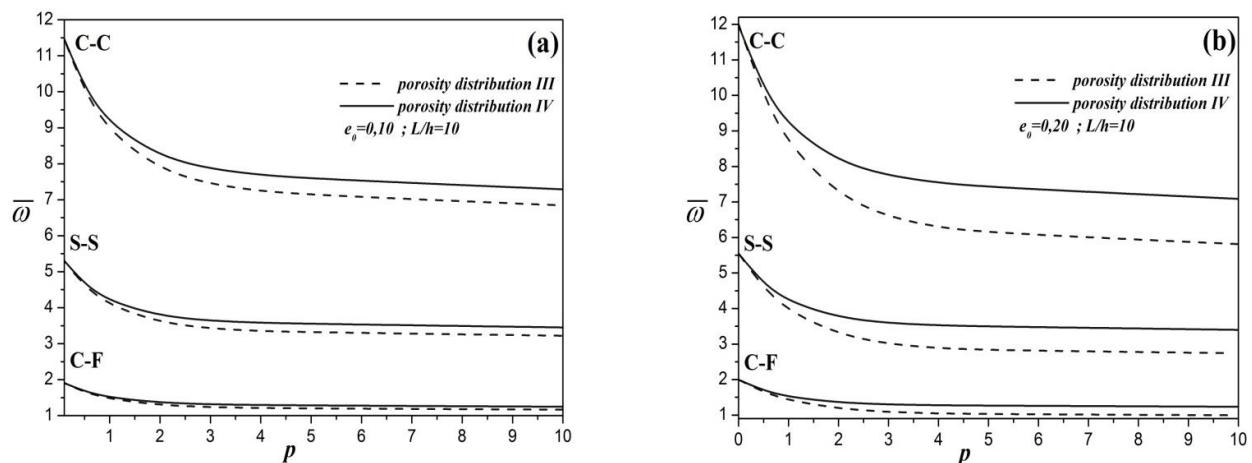 (a)
C-C
porosity distribution III
porosity distribution IV
e₀=0,10 ; L/h=10
S-S
C-F
ω̅
12
11
10
9
8
7
6
5
4
3
2
1
1 2 3 4 5 6 7 8 9 10
p
(b)
C-C
porosity distribution III
porosity distribution IV
e₀=0,20 ; L/h=10
S-S
C-F
ω̅
12
11
10
9
8
7
6
5
4
3
2
1
0 1 2 3 4 5 6 7 8 9 10
p